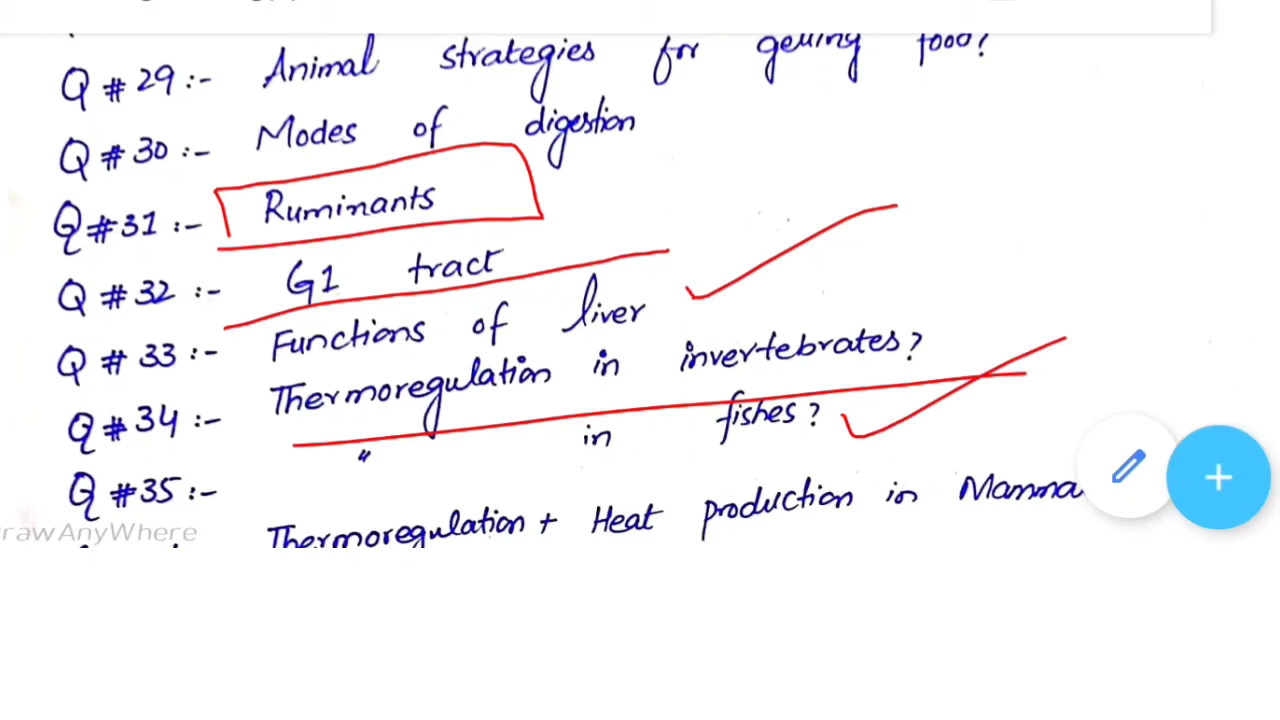 Q # 29 :- Animal strategies for getting food?
Q # 30 :- Modes of digestion
Q # 31 :- Ruminants
Q # 32 :- GI tract
Q # 33 :- Functions of liver
Q # 34 :- Thermoregulation in invertebrates?
Q # 35 :- " in fishes?
Thermoregulation + Heat production in Mamma
rawAnyWhere